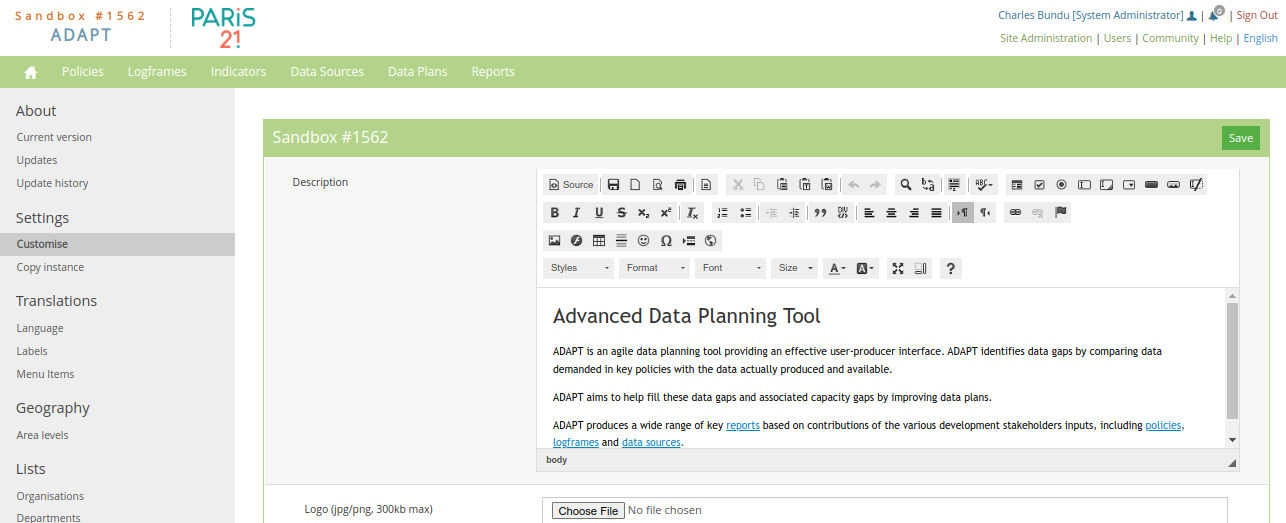 Sandbox #1562
ADAPT
PARiS
21
Charles Bundu [System Administrator] | 0 | Sign Out
Site Administration | Users | Community | Help | English
Policies Logframes Indicators Data Sources Data Plans Reports
About
Current version
Updates
Update history
Settings
Customise
Copy instance
Translations
Language
Labels
Menu Items
Geography
Area levels
Lists
Organisations
Departments
Sandbox #1562 Save
Description
Source
ABC
B I U S x₂ x² Tx
DIV
Styles Format Font Size A A ?
Advanced Data Planning Tool
ADAPT is an agile data planning tool providing an effective user-producer interface. ADAPT identifies data gaps by comparing data
demanded in key policies with the data actually produced and available.
ADAPT aims to help fill these data gaps and associated capacity gaps by improving data plans.
ADAPT produces a wide range of key reports based on contributions of the various development stakeholders inputs, including policies,
logframes and data sources.
body
Logo (jpg/png, 300kb max) Choose File No file chosen